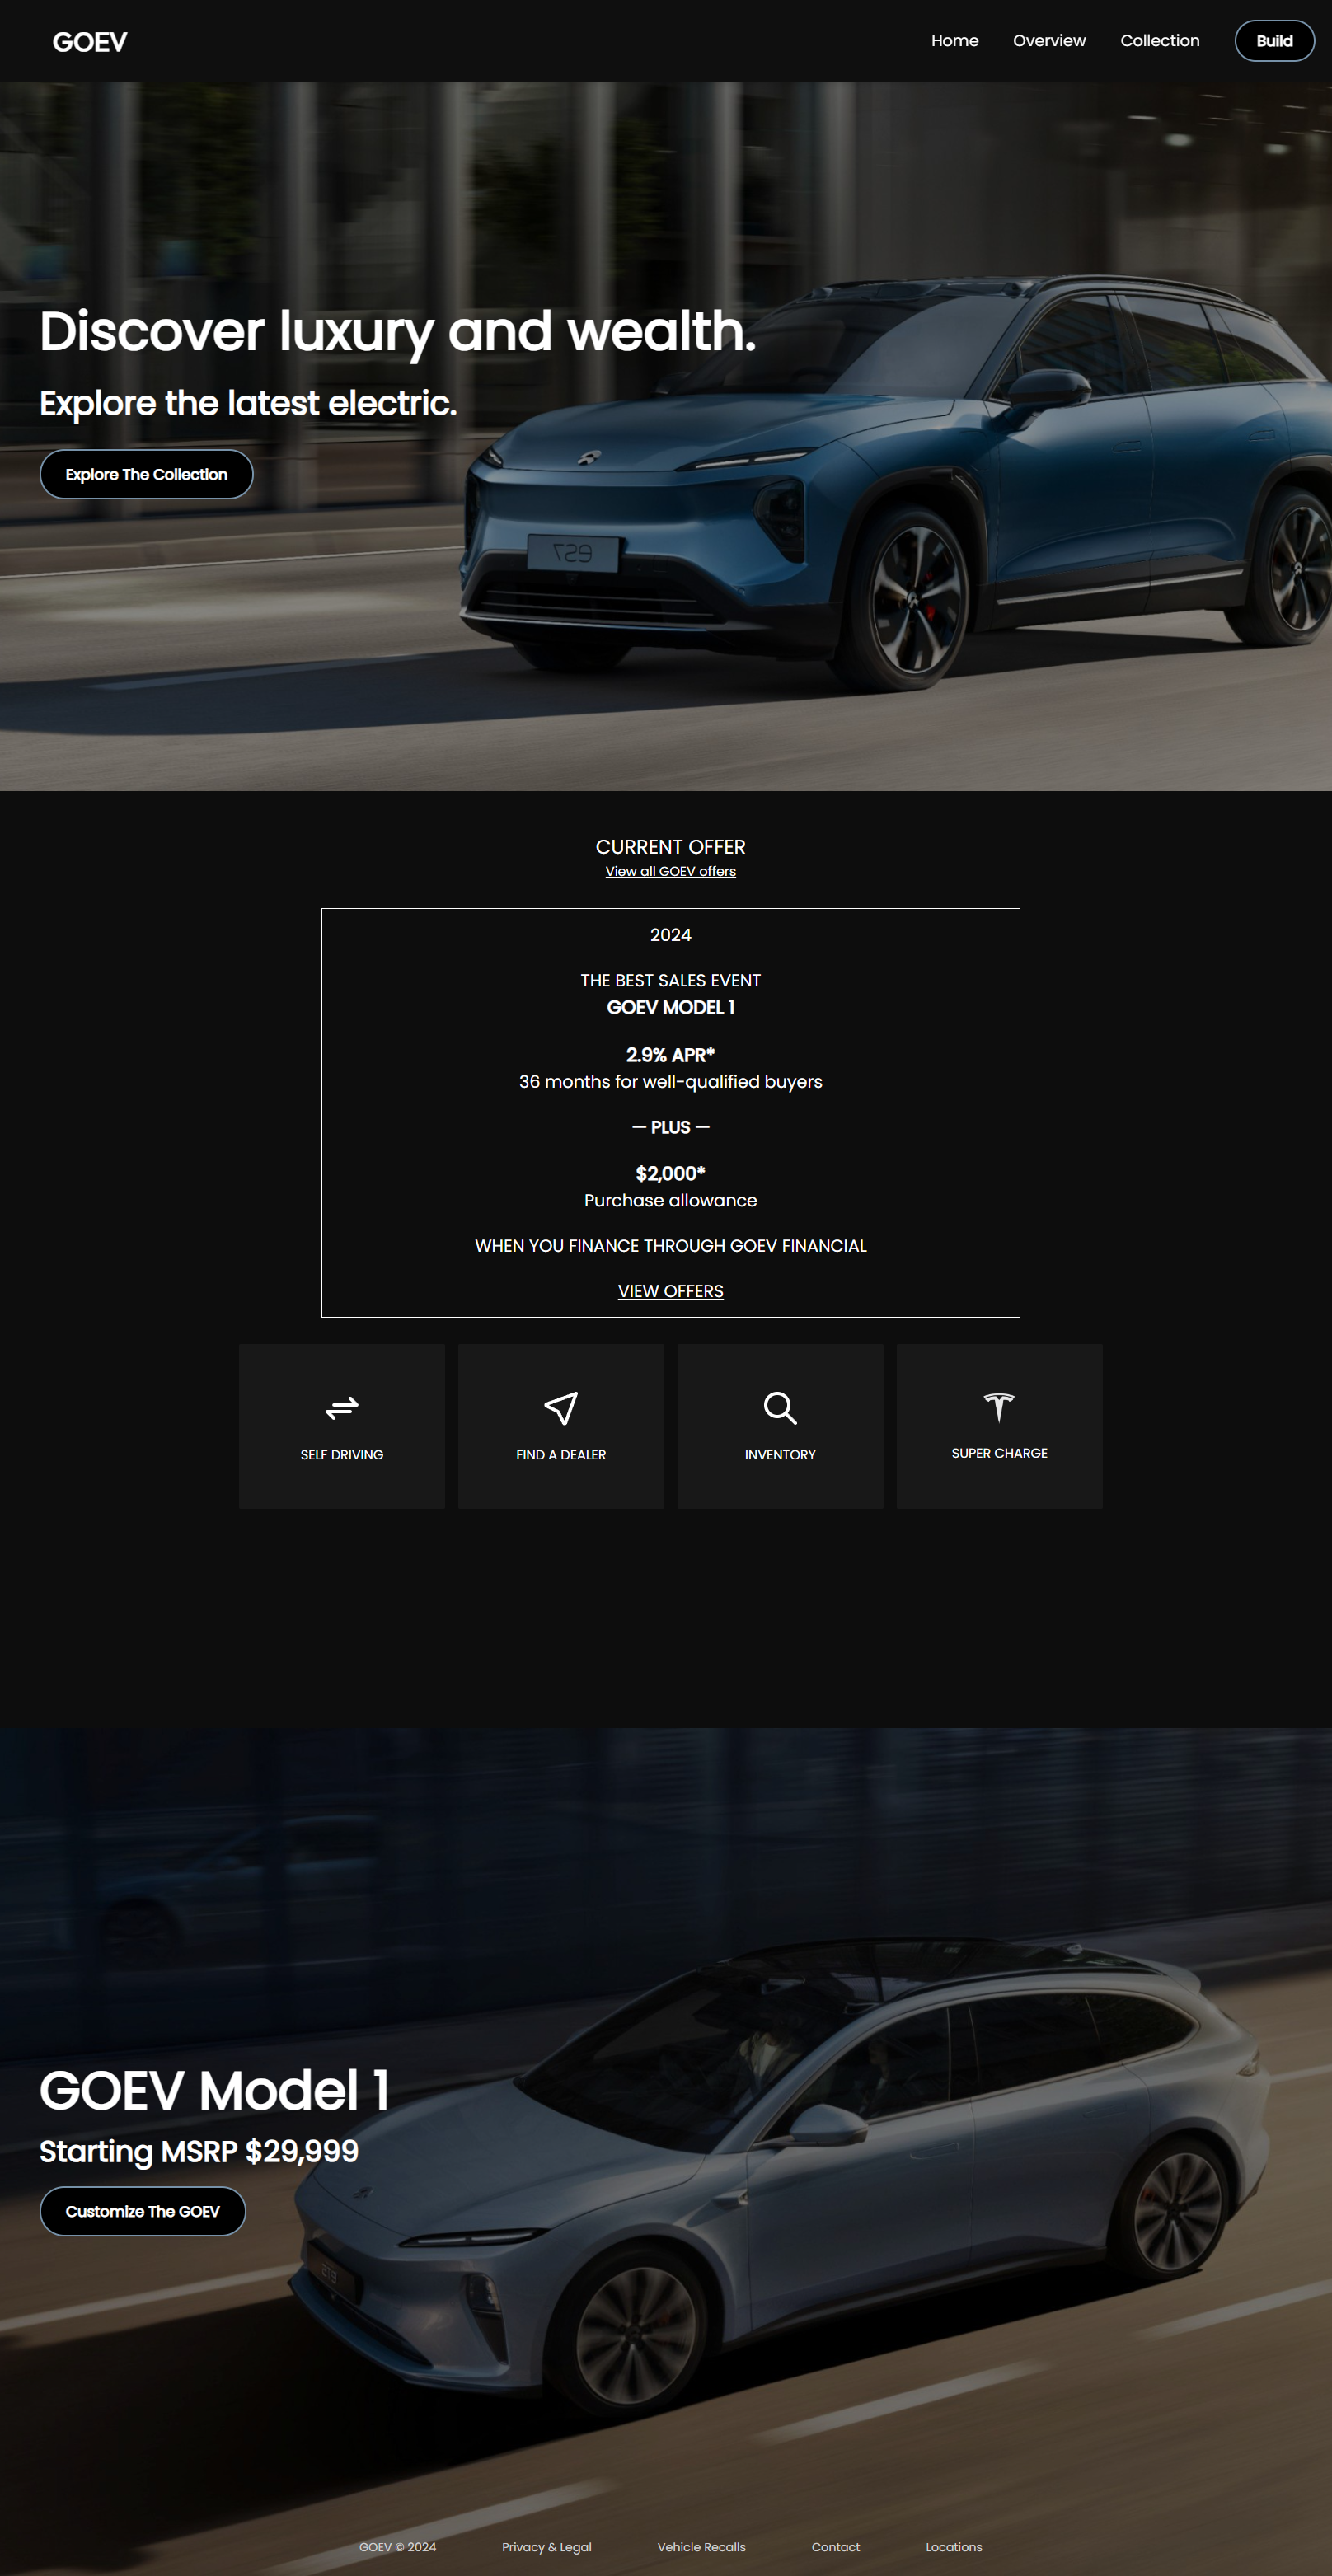 GOEV
Home
Overview
Collection
Build
Discover luxury and wealth.
Explore the latest electric.
Explore The Collection
ES7
CURRENT OFFER
View all GOEV offers
2024
THE BEST SALES EVENT
GOEV MODEL 1
2.9% APR*
36 months for well-qualified buyers
— PLUS —
$2,000*
Purchase allowance
WHEN YOU FINANCE THROUGH GOEV FINANCIAL
VIEW OFFERS
SELF DRIVING
FIND A DEALER
INVENTORY
SUPER CHARGE
GOEV Model 1
Starting MSRP $29,999
Customize The GOEV
GOEV © 2024
Privacy & Legal
Vehicle Recalls
Contact
Locations